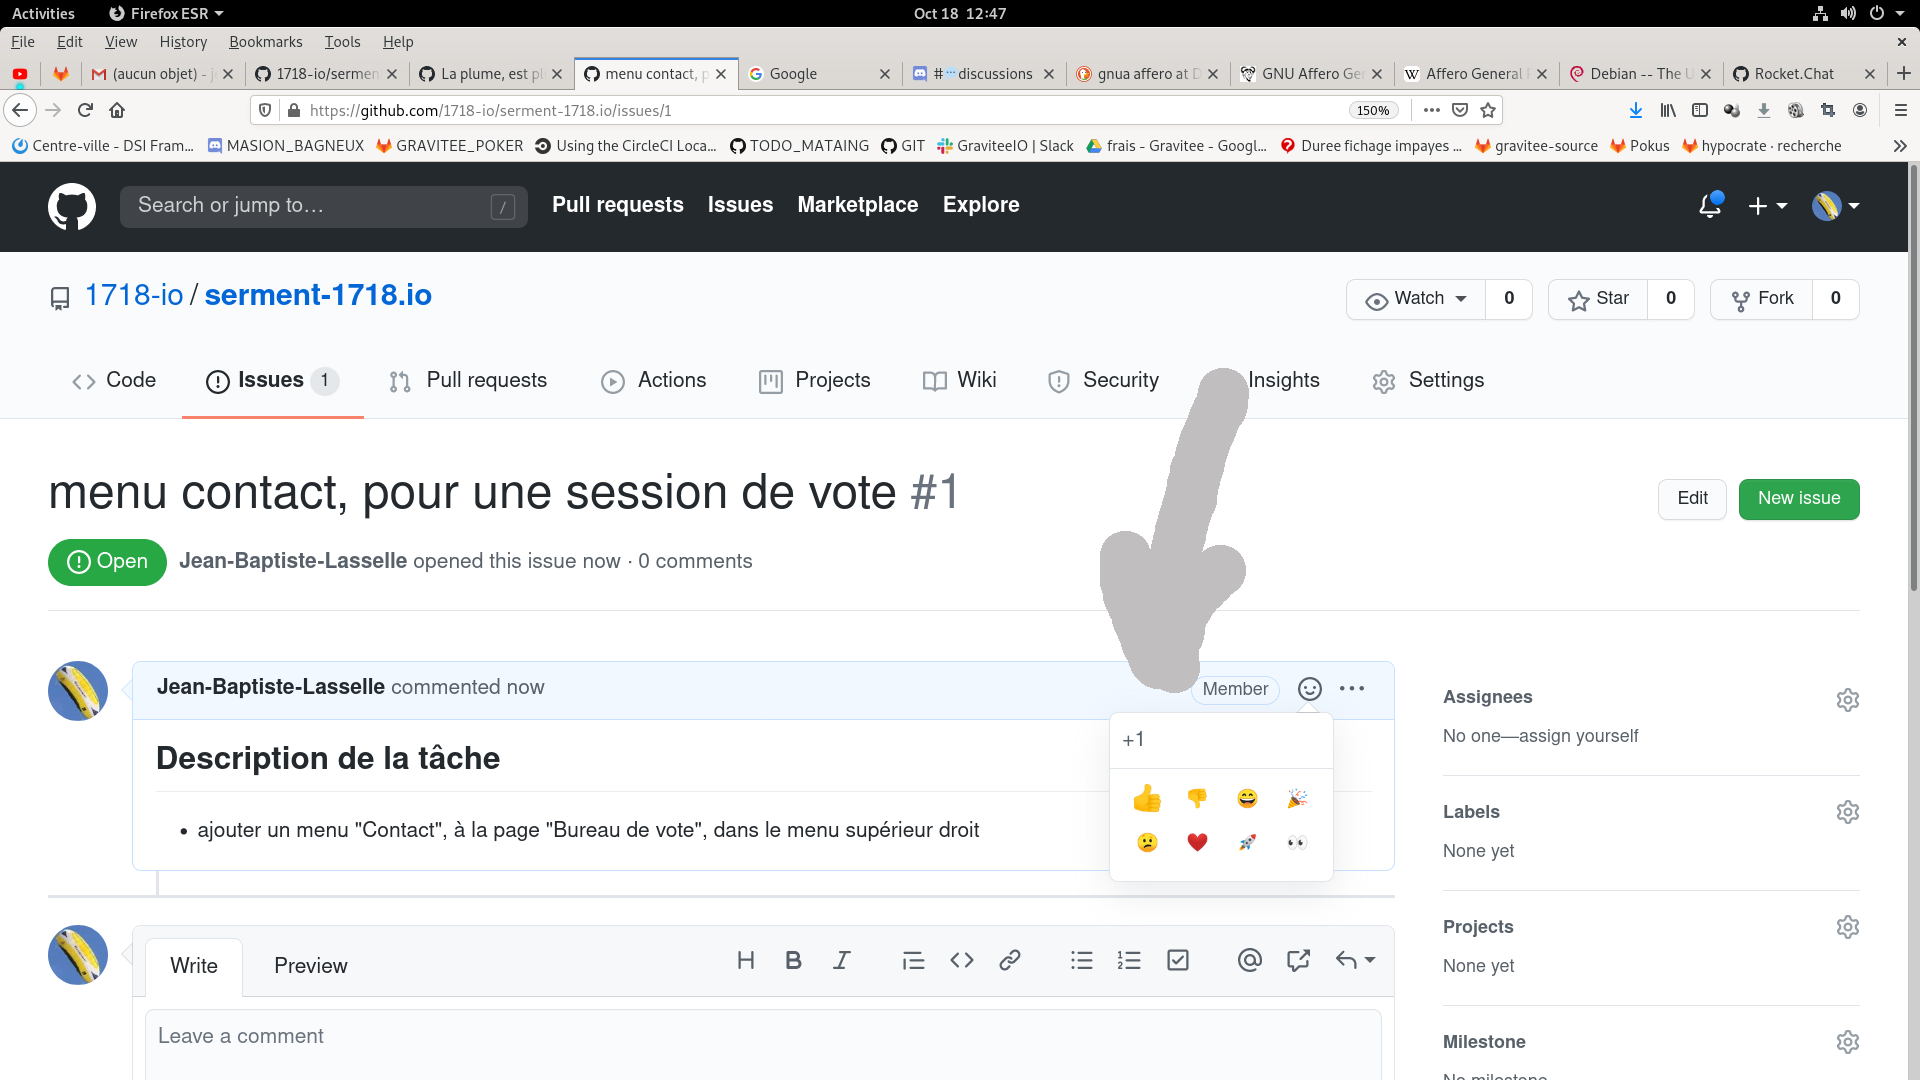 Activities Firefox ESR Oct 18 12:47
File Edit View History Bookmarks Tools Help
(aucun objet) - j 1718-io/sermen La plume, est pl menu contact, p Google # discussions gnua affero at D GNU Affero Ge Affero General Debian -- The U Rocket.Chat
https://github.com/1718-io/serment-1718.io/issues/1 150%
Centre-ville - DSI Fram... MASION_BAGNEUX GRAVITEE_POKER Using the CircleCI Loca... TODO_MATAING GIT GraviteeIO | Slack frais - Gravitee - Googl... Duree fichage impayes ... gravitee-source Pokus hypocrate · recherche
Search or jump to… / Pull requests Issues Marketplace Explore
1718-io / serment-1718.io Watch 0 Star 0 Fork 0
Code Issues 1 Pull requests Actions Projects Wiki Security Insights Settings
menu contact, pour une session de vote #1 Edit New issue
Open Jean-Baptiste-Lasselle opened this issue now · 0 comments
Jean-Baptiste-Lasselle commented now Member
+1
Description de la tâche
• ajouter un menu "Contact", à la page "Bureau de vote", dans le menu supérieur droit
Assignees
No one—assign yourself
Labels
None yet
Projects
None yet
Milestone
No milestone
Write Preview
Leave a comment